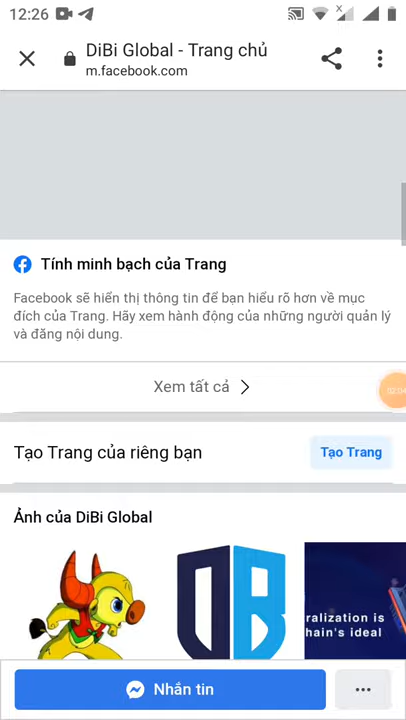 12:26
DiBi Global - Trang chủ
m.facebook.com
Tính minh bạch của Trang
Facebook sẽ hiển thị thông tin để bạn hiểu rõ hơn về mục
đích của Trang. Hãy xem hành động của những người quản lý
và đăng nội dung.
Xem tất cả
02:04
Tạo Trang của riêng bạn
Tạo Trang
Ảnh của DiBi Global
DB
ralization is
hain's ideal
Nhắn tin